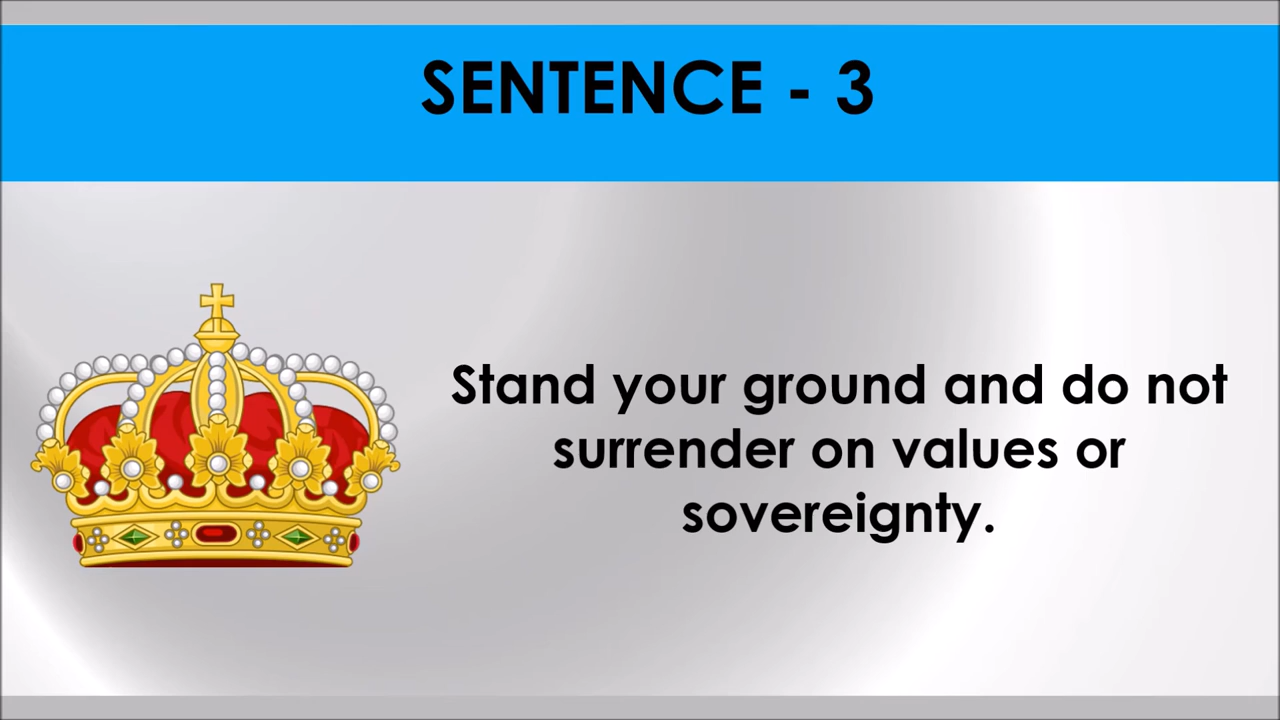 SENTENCE - 3
Stand your ground and do not
surrender on values or
sovereignty.